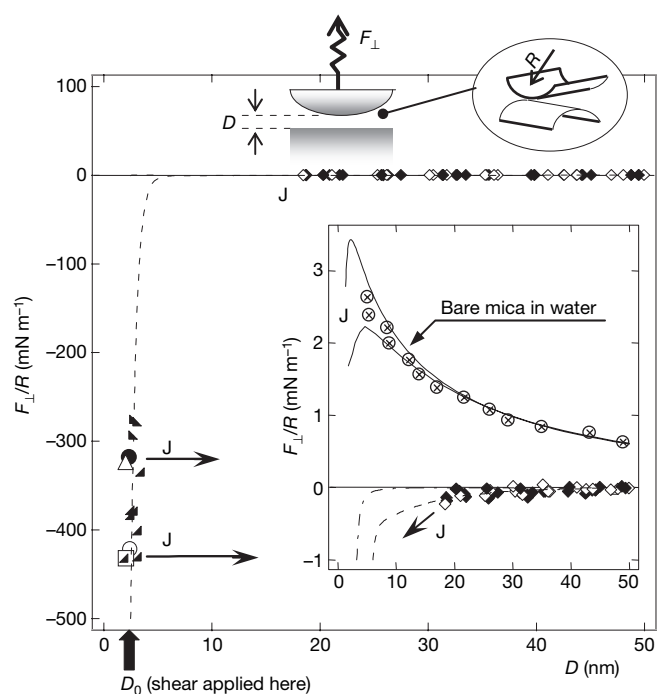 F⊥
R
100
D
0
J
−100
−200
−300
−400
−500
F⊥/R (mN m⁻¹)
J
J
0 10 20 30 40 50
D₀ (shear applied here)
D (nm)
3
2
1
0
−1
F⊥/R (mN m⁻¹)
J
Bare mica in water
J
0 10 20 30 40 50